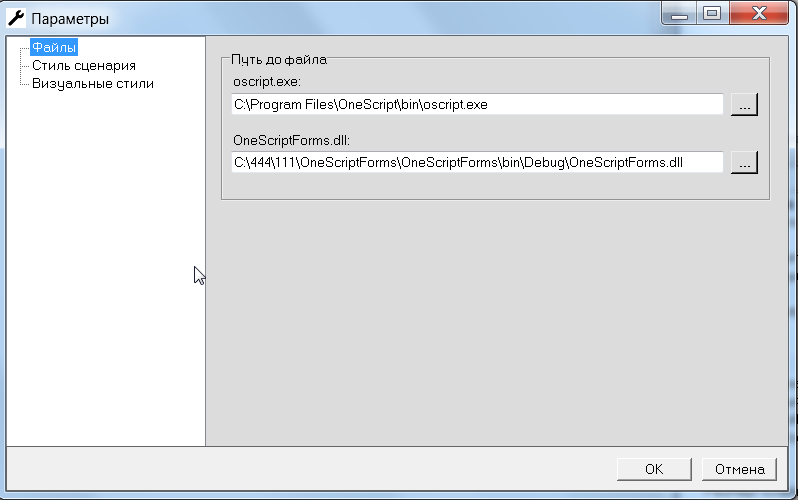 Параметры
Файлы
Стиль сценария
Визуальные стили
Путь до файла
oscript.exe:
C:\Program Files\OneScript\bin\oscript.exe
...
OneScriptForms.dll:
C:\444\111\OneScriptForms\OneScriptForms\bin\Debug\OneScriptForms.dll
...
OK
Отмена